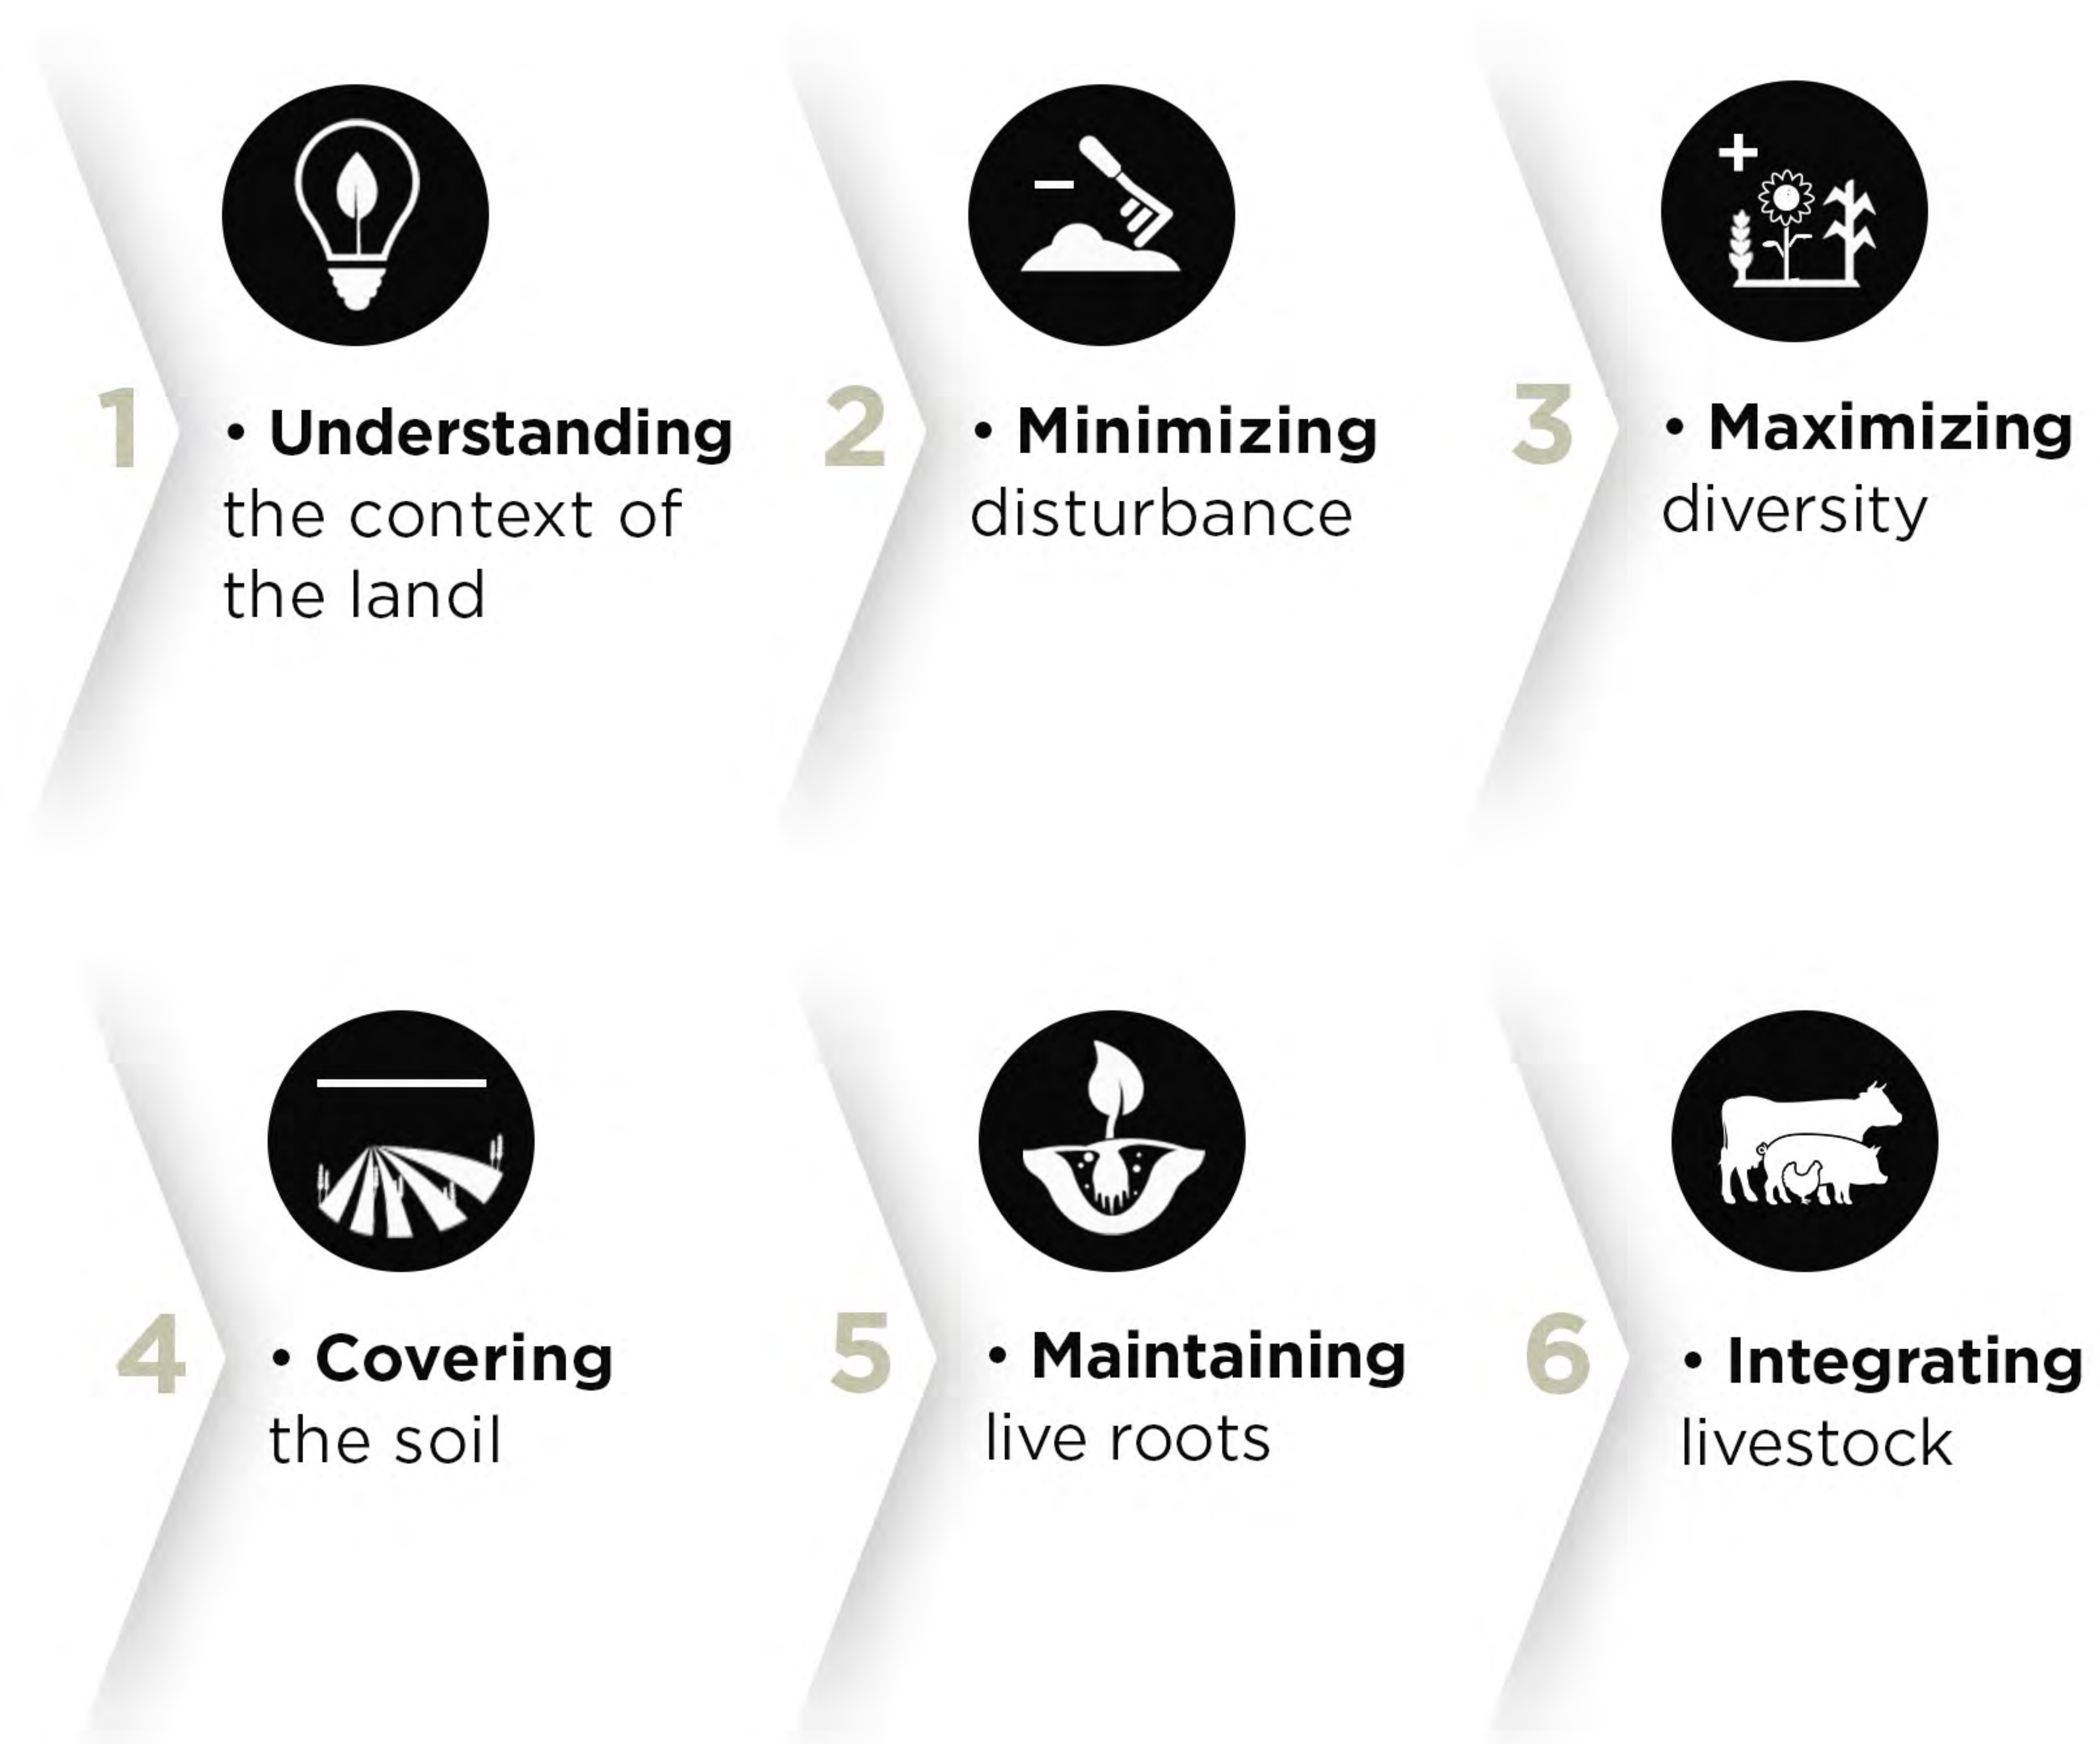 1
• Understanding
the context of
the land
2
• Minimizing
disturbance
3
• Maximizing
diversity
4
• Covering
the soil
5
• Maintaining
live roots
6
• Integrating
livestock